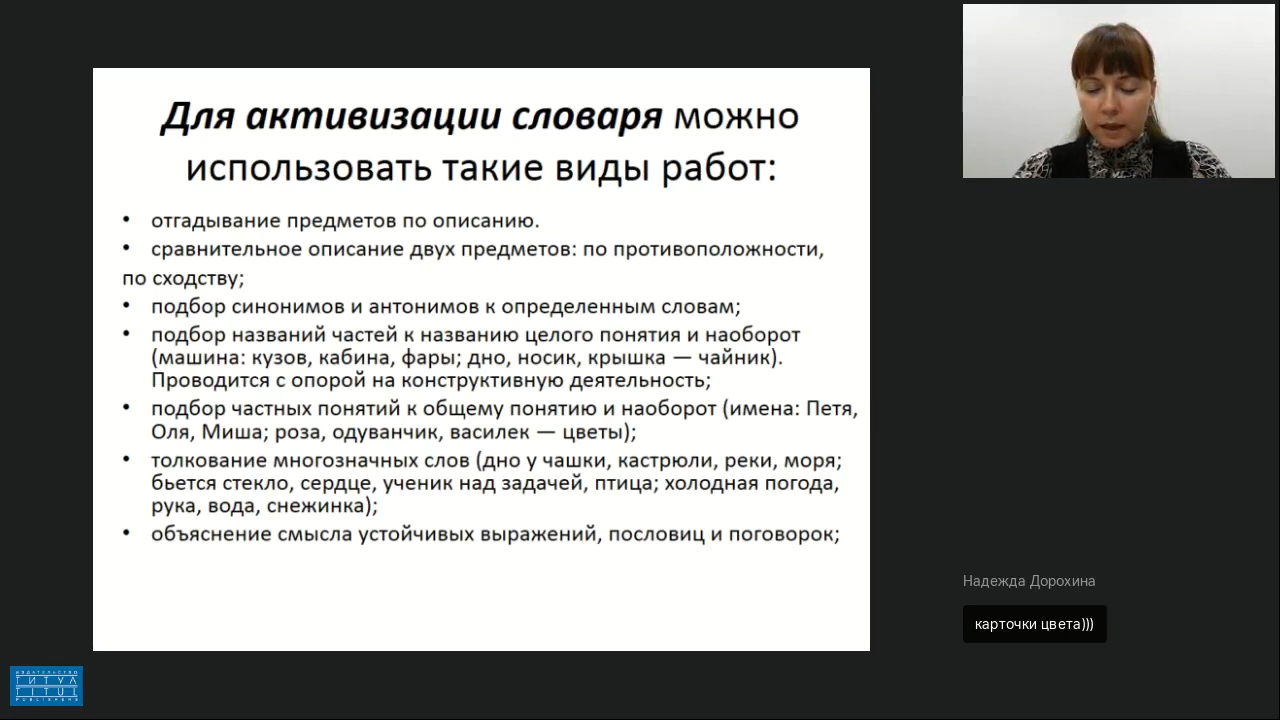 Для активизации словаря можно
использовать такие виды работ:
• отгадывание предметов по описанию.
• сравнительное описание двух предметов: по противоположности,
по сходству;
• подбор синонимов и антонимов к определенным словам;
• подбор названий частей к названию целого понятия и наоборот
(машина: кузов, кабина, фары; дно, носик, крышка — чайник).
Проводится с опорой на конструктивную деятельность;
• подбор частных понятий к общему понятию и наоборот (имена: Петя,
Оля, Миша; роза, одуванчик, василек — цветы);
• толкование многозначных слов (дно у чашки, кастрюли, реки, моря;
бьется стекло, сердце, ученик над задачей, птица; холодная погода,
рука, вода, снежинка);
• объяснение смысла устойчивых выражений, пословиц и поговорок;
Надежда Дорохина
карточки цвета)))
ИЗДАТЕЛЬСТВО
ТИТУЛ
TITUL
PUBLISHERS